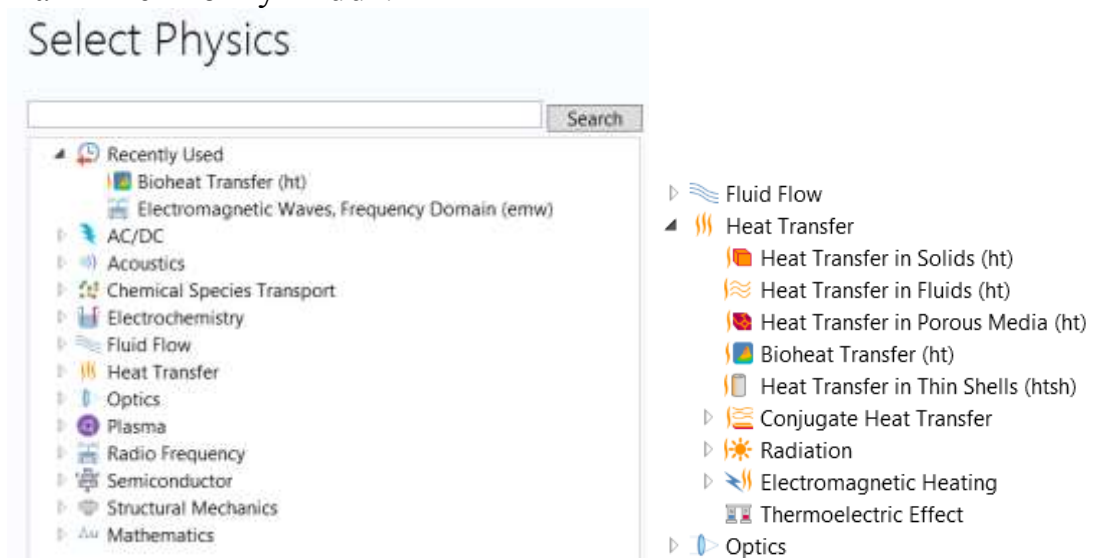 Select Physics
Search
Recently Used
Bioheat Transfer (ht)
Electromagnetic Waves, Frequency Domain (emw)
AC/DC
Acoustics
Chemical Species Transport
Electrochemistry
Fluid Flow
Heat Transfer
Optics
Plasma
Radio Frequency
Semiconductor
Structural Mechanics
Mathematics
Fluid Flow
Heat Transfer
Heat Transfer in Solids (ht)
Heat Transfer in Fluids (ht)
Heat Transfer in Porous Media (ht)
Bioheat Transfer (ht)
Heat Transfer in Thin Shells (htsh)
Conjugate Heat Transfer
Radiation
Electromagnetic Heating
Thermoelectric Effect
Optics